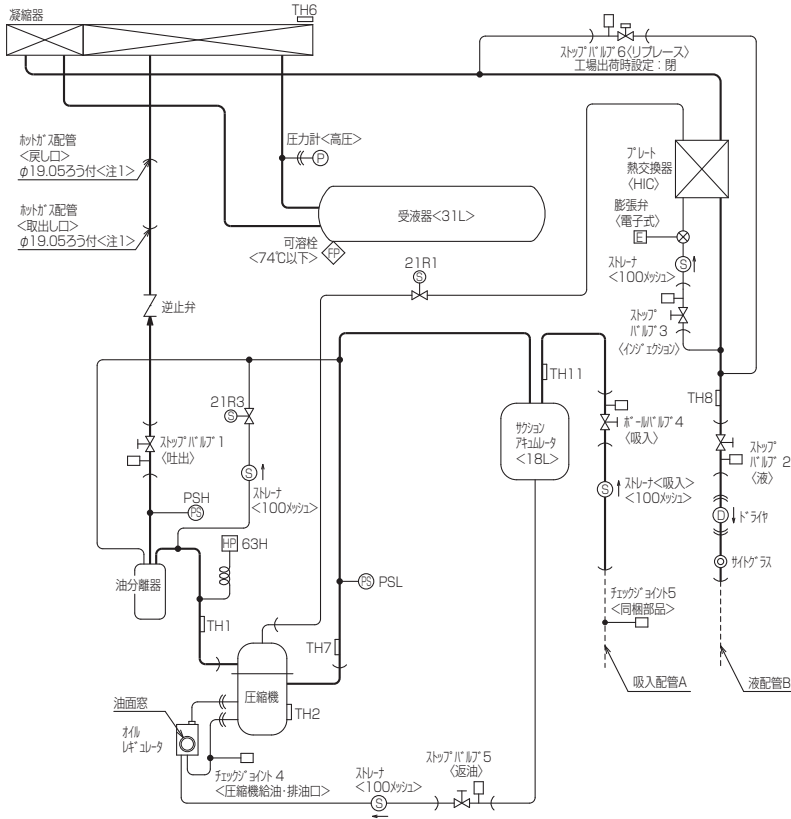 凝縮器
TH6
ストップバルブ6〈リプレース〉
工場出荷時設定：閉
ホットガス配管
<戻し口>
φ19.05ろう付<注1>
圧力計<高圧>
P
プレート
熱交換器
〈HIC〉
ホットガス配管
<取出し口>
φ19.05ろう付<注1>
受液器<31L>
可溶栓
<74℃以下>
FP
膨張弁
〈電子式〉
E
21R1
S
ストレーナ
<100メッシュ>
S
逆止弁
ストップ
バルブ3
〈インジェクション〉
TH11
TH8
21R3
S
サクション
アキュムレータ
<18L>
ボールバルブ4
〈吸入〉
ストップバルブ1
〈吐出〉
ストップ
バルブ2
〈液〉
S
ストレーナ
<100メッシュ>
S
ストレーナ<吸入>
<100メッシュ>
PSH
PS
D
ドライヤ
HP
63H
サイトグラス
油分離器
PS
PSL
チェックジョイント5
<同梱部品>
TH1
TH7
吸入配管A
液配管B
圧縮機
油面窓
TH2
オイル
レギュレータ
ストップバルブ5
〈返油〉
チェックジョイント4
<圧縮機給油・排油口>
ストレーナ
<100メッシュ>
S